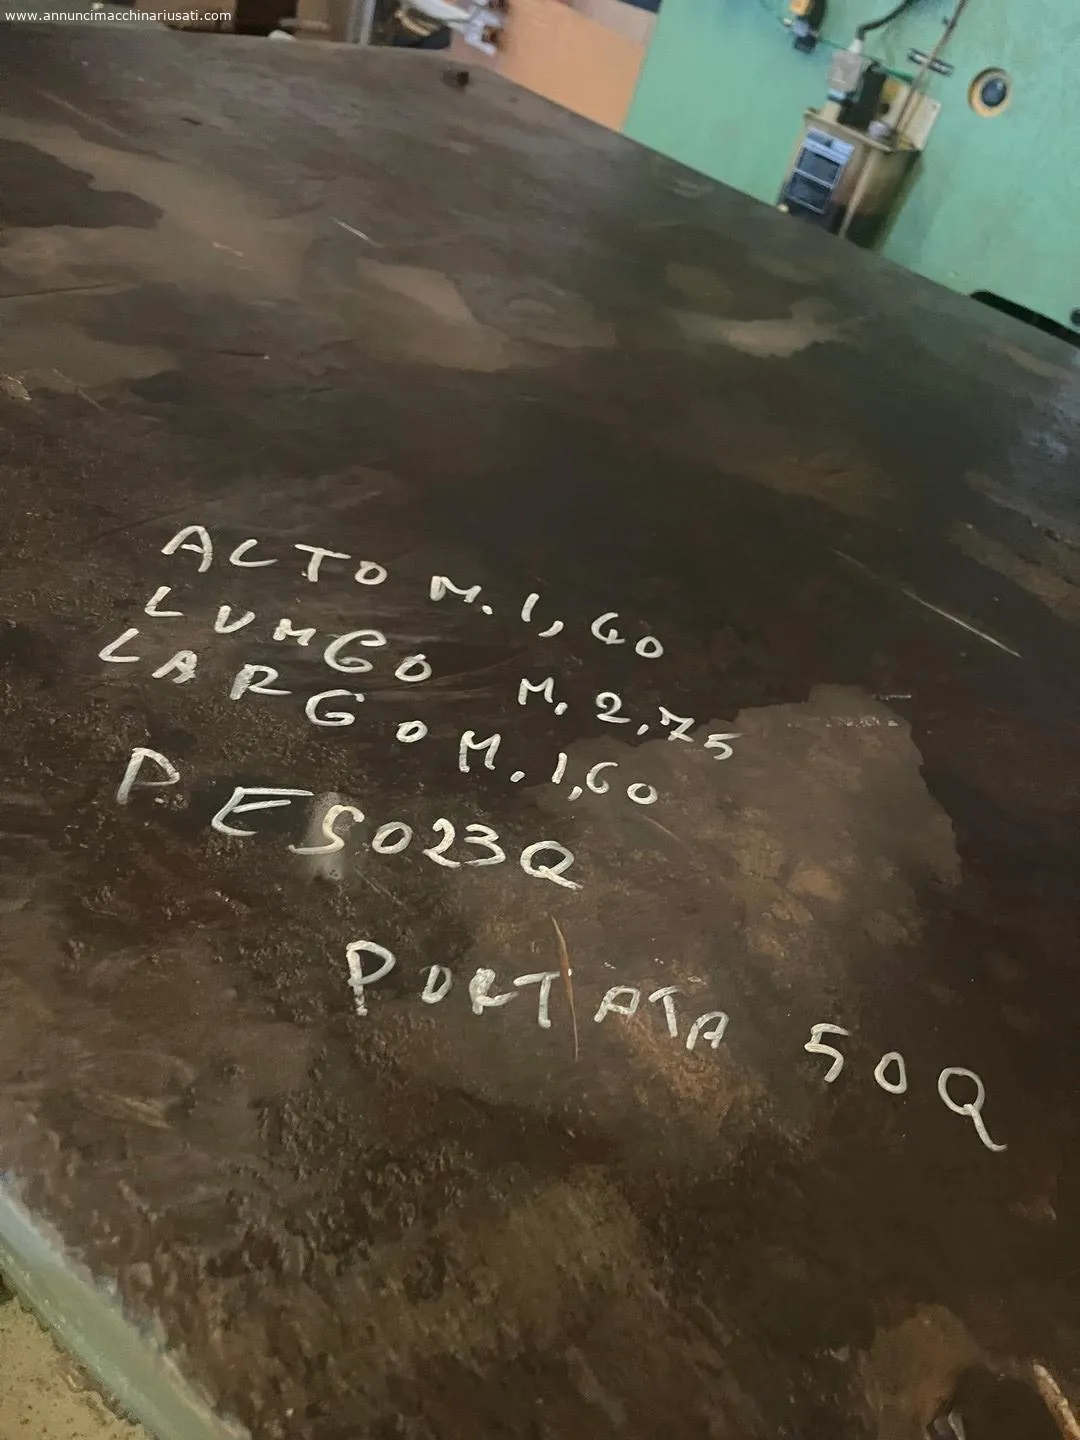 www.annuncimacchinariusati.com
ALTO M. 1,60
LUNGO M. 2,75
LARGO M. 1,60
PESO 23Q
PORTATA 50Q